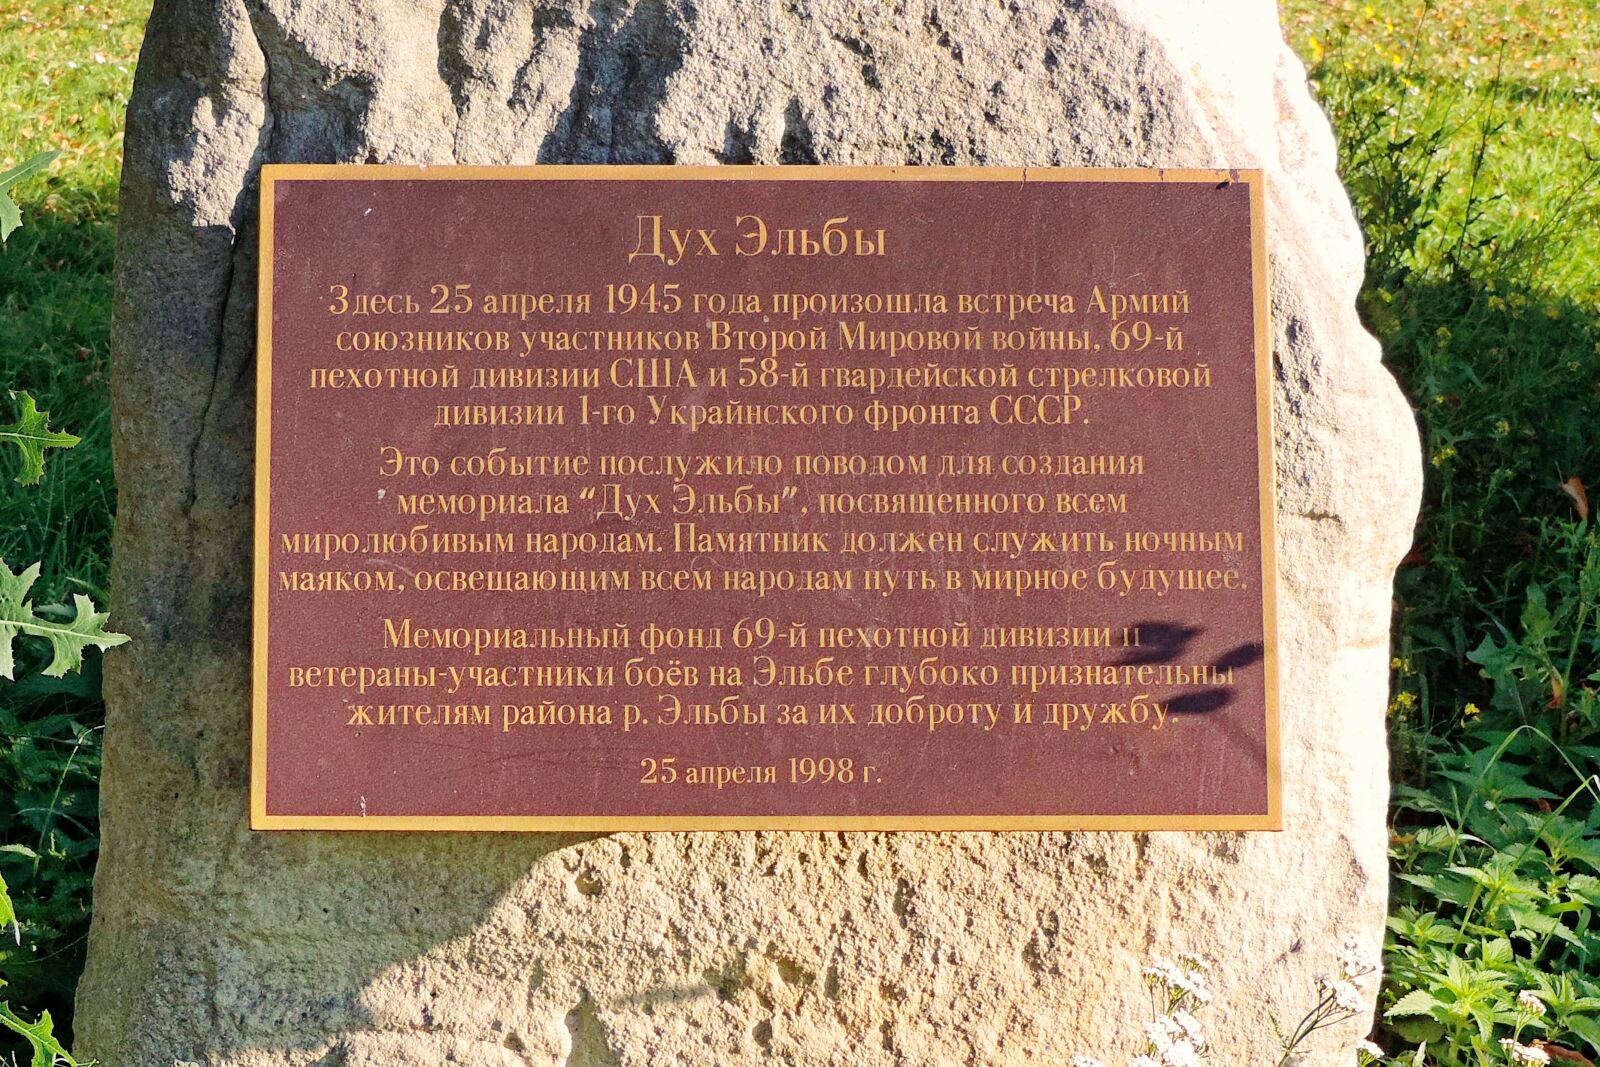 Дух Эльбы
Здесь 25 апреля 1945 года произошла встреча Армий
союзников участников Второй Мировой войны, 69-й
пехотной дивизии США и 58-й гвардейской стрелковой
дивизии 1-го Украйнского фронта СССР.
Это событие послужило поводом для создания
мемориала “Дух Эльбы”, посвященного всем
миролюбивым народам. Памятник должен служить ночным
маяком, освещающим всем народам путь в мирное будущее.
Мемориальный фонд 69-й пехотной дивизии и
ветераны-участники боёв на Эльбе глубоко признательны
жителям района р. Эльбы за их доброту и дружбу.
25 апреля 1998 г.